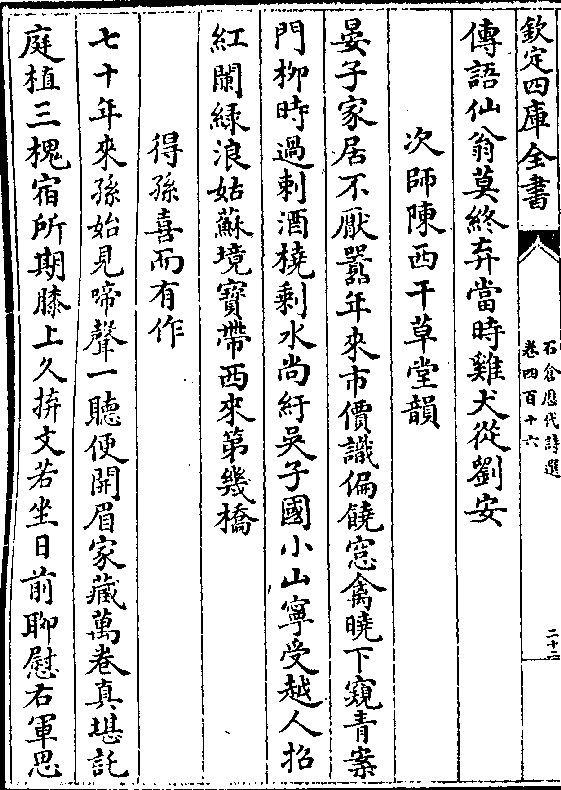 欽定四庫全書
石倉歴代詩選
卷四百十六
二十二
傳語仙翁莫終弃當時雞犬從劉安
次師陳西干草堂韻
晏子家居不厭囂年來市價識偏饒窓禽曉下窺青案
門柳時過刺酒橈剰水尚紆吳子國小山寧受越人招
紅闌緑浪姑蘇境寶帶西來第幾橋
得孫喜而有作
七十年來孫始見啼聲一聽便開眉家藏萬卷真堪託
庭植三槐宿所期膝上久拚文若坐日前聊慰右軍思